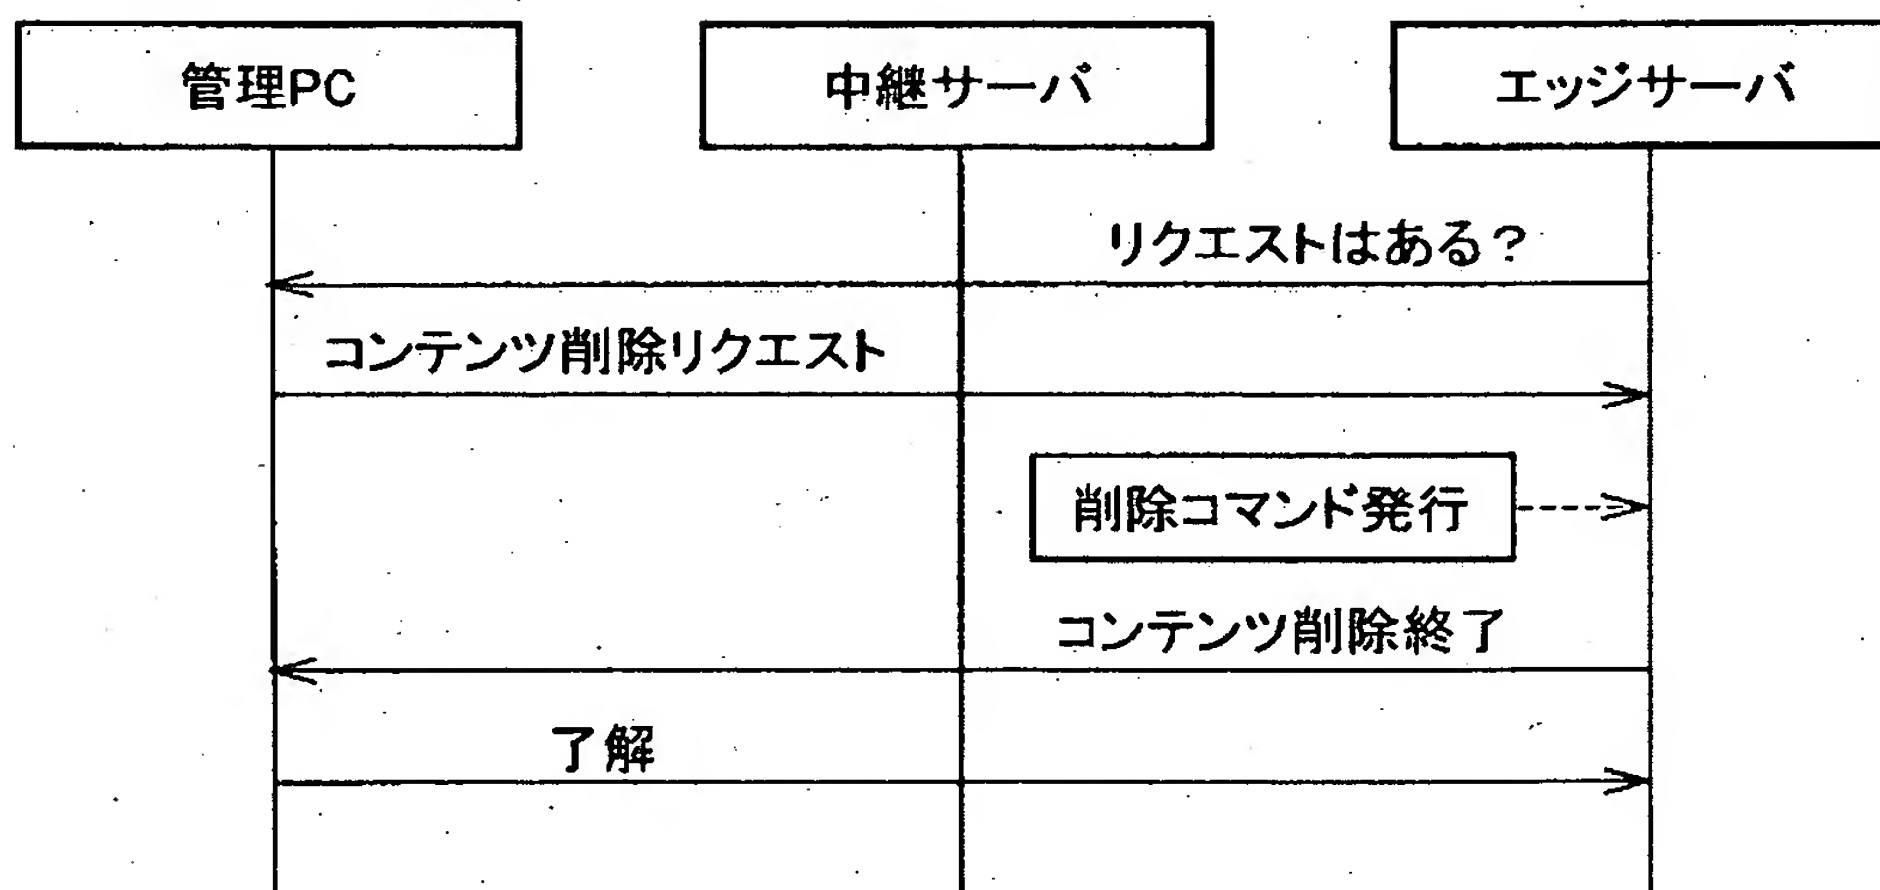 管理PC
中継サーバ
エッジサーバ
リクエストはある?
コンテンツ削除リクエスト
削除コマンド発行
コンテンツ削除終了
了解